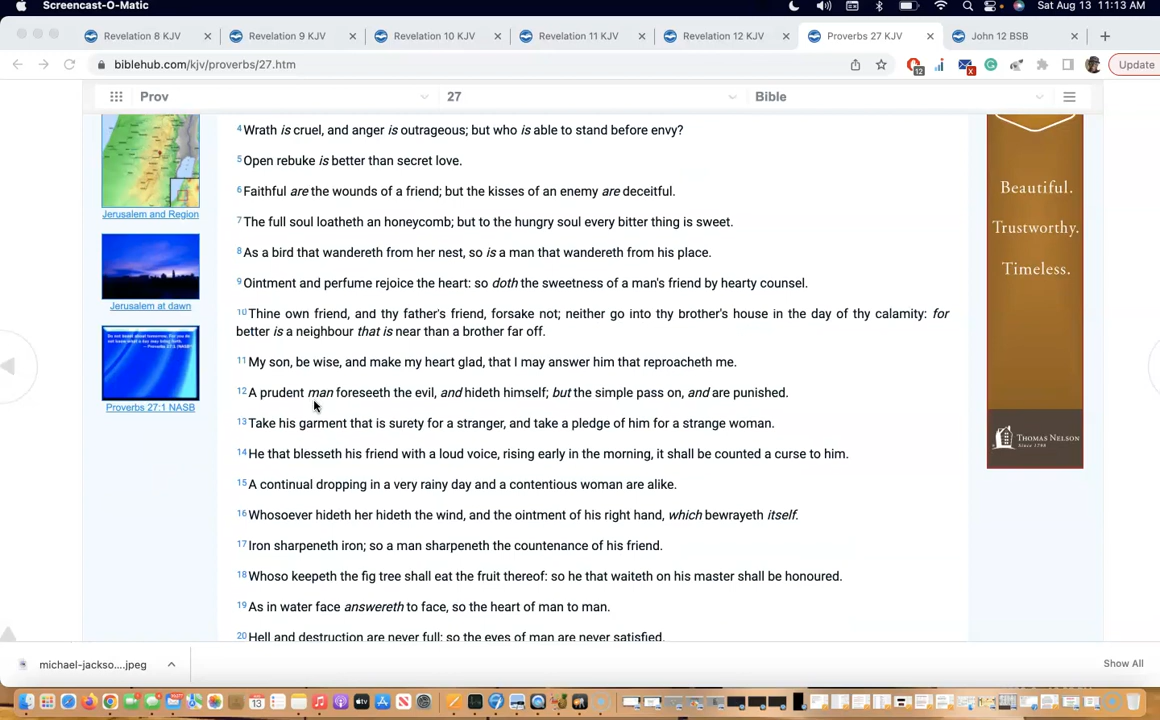 Screencast-O-Matic
Sat Aug 13 11:13 AM
Revelation 8 KJV
Revelation 9 KJV
Revelation 10 KJV
Revelation 11 KJV
Revelation 12 KJV
Proverbs 27 KJV
John 12 BSB
biblehub.com/kjv/proverbs/27.htm
12
x
Update
Prov
27
Bible
4 Wrath is cruel, and anger is outrageous; but who is able to stand before envy?
5 Open rebuke is better than secret love.
6 Faithful are the wounds of a friend; but the kisses of an enemy are deceitful.
7 The full soul loatheth an honeycomb; but to the hungry soul every bitter thing is sweet.
8 As a bird that wandereth from her nest, so is a man that wandereth from his place.
9 Ointment and perfume rejoice the heart: so doth the sweetness of a man's friend by hearty counsel.
10 Thine own friend, and thy father's friend, forsake not; neither go into thy brother's house in the day of thy calamity: for
better is a neighbour that is near than a brother far off.
11 My son, be wise, and make my heart glad, that I may answer him that reproacheth me.
12 A prudent man foreseeth the evil, and hideth himself; but the simple pass on, and are punished.
13 Take his garment that is surety for a stranger, and take a pledge of him for a strange woman.
14 He that blesseth his friend with a loud voice, rising early in the morning, it shall be counted a curse to him.
15 A continual dropping in a very rainy day and a contentious woman are alike.
16 Whosoever hideth her hideth the wind, and the ointment of his right hand, which bewrayeth itself.
17 Iron sharpeneth iron; so a man sharpeneth the countenance of his friend.
18 Whoso keepeth the fig tree shall eat the fruit thereof: so he that waiteth on his master shall be honoured.
19 As in water face answereth to face, so the heart of man to man.
20 Hell and destruction are never full; so the eyes of man are never satisfied.
Jerusalem and Region
Jerusalem at dawn
Proverbs 27:1 NASB
Beautiful.
Trustworthy.
Timeless.
THOMAS NELSON
Since 1798
michael-jackso....jpeg
Show All